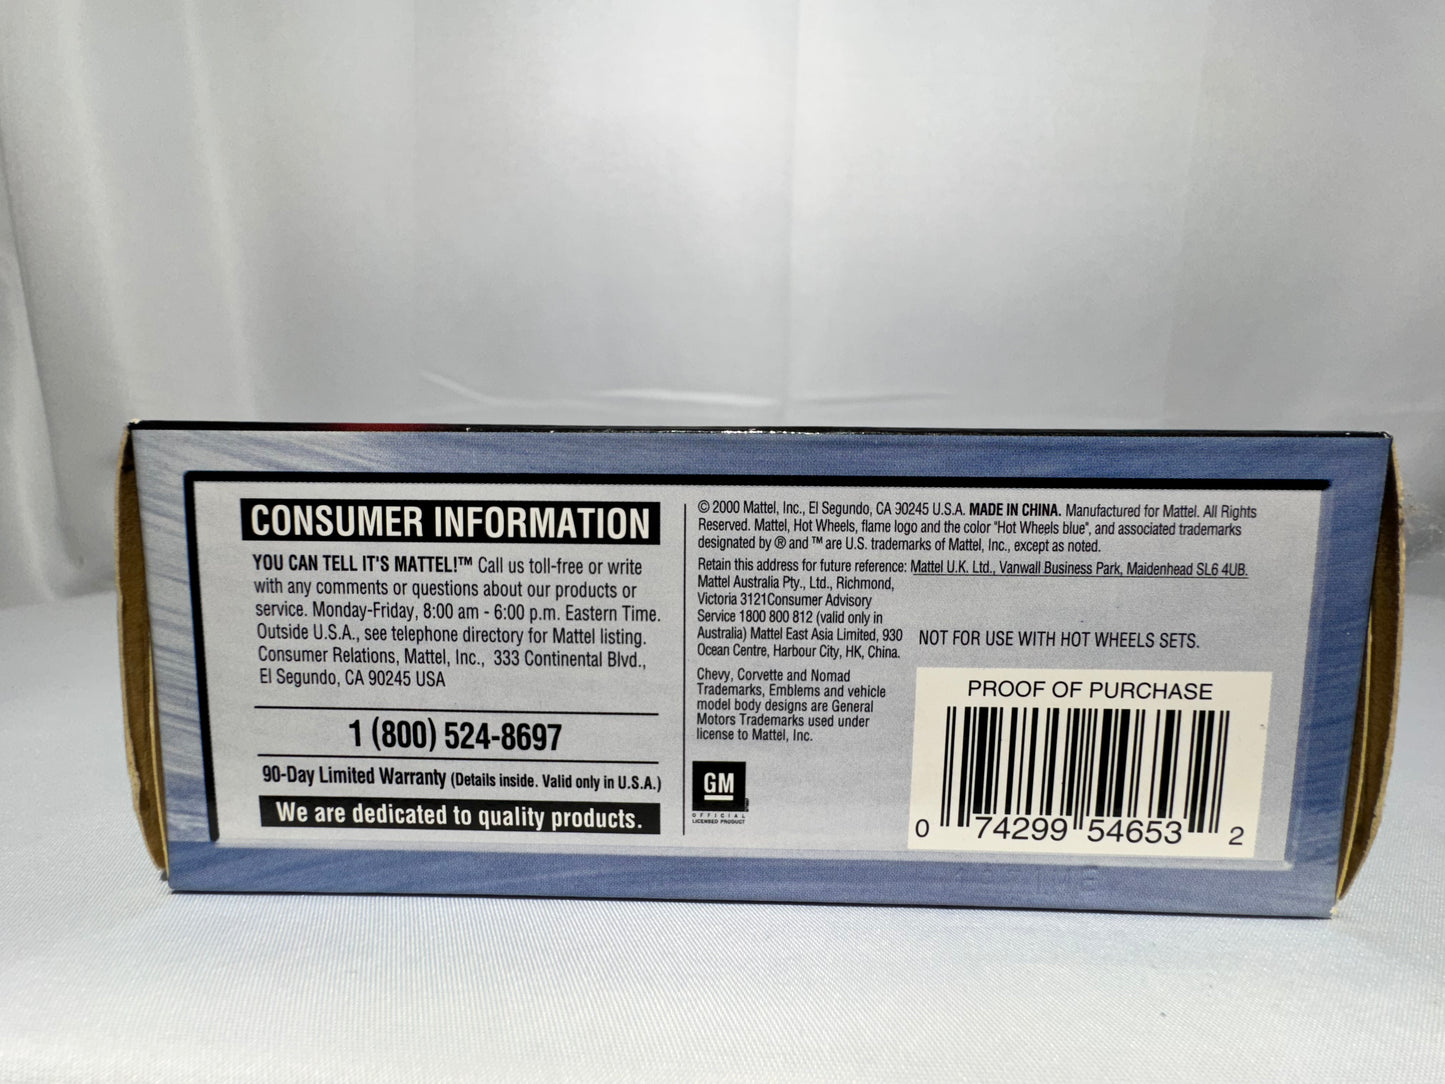 CONSUMER INFORMATION
YOU CAN TELL IT'S MATTEL!™ Call us toll-free or write
with any comments or questions about our products or
service. Monday-Friday, 8:00 am - 6:00 p.m. Eastern Time.
Outside U.S.A., see telephone directory for Mattel listing.
Consumer Relations, Mattel, Inc., 333 Continental Blvd.,
El Segundo, CA 90245 USA
1 (800) 524-8697
90-Day Limited Warranty (Details inside. Valid only in U.S.A.)
We are dedicated to quality products.
© 2000 Mattel, Inc., El Segundo, CA 90245 U.S.A. MADE IN CHINA. Manufactured for Mattel. All Rights
Reserved. Mattel, Hot Wheels, flame logo and the color "Hot Wheels blue", and associated trademarks
designated by ® and ™ are U.S. trademarks of Mattel, Inc., except as noted.
Retain this address for future reference: Mattel U.K. Ltd., Vanwall Business Park, Maidenhead SL6 4UB.
Mattel Australia Pty., Ltd., Richmond,
Victoria 3121Consumer Advisory
Service 1800 800 812 (valid only in
Australia) Mattel East Asia Limited, 930
Ocean Centre, Harbour City, HK, China.
Chevy, Corvette and Nomad
Trademarks, Emblems and vehicle
model body designs are General
Motors Trademarks used under
license to Mattel, Inc.
GM
OFFICIAL
LICENSED PRODUCT
NOT FOR USE WITH HOT WHEELS SETS.
PROOF OF PURCHASE
0 74299 54653 2